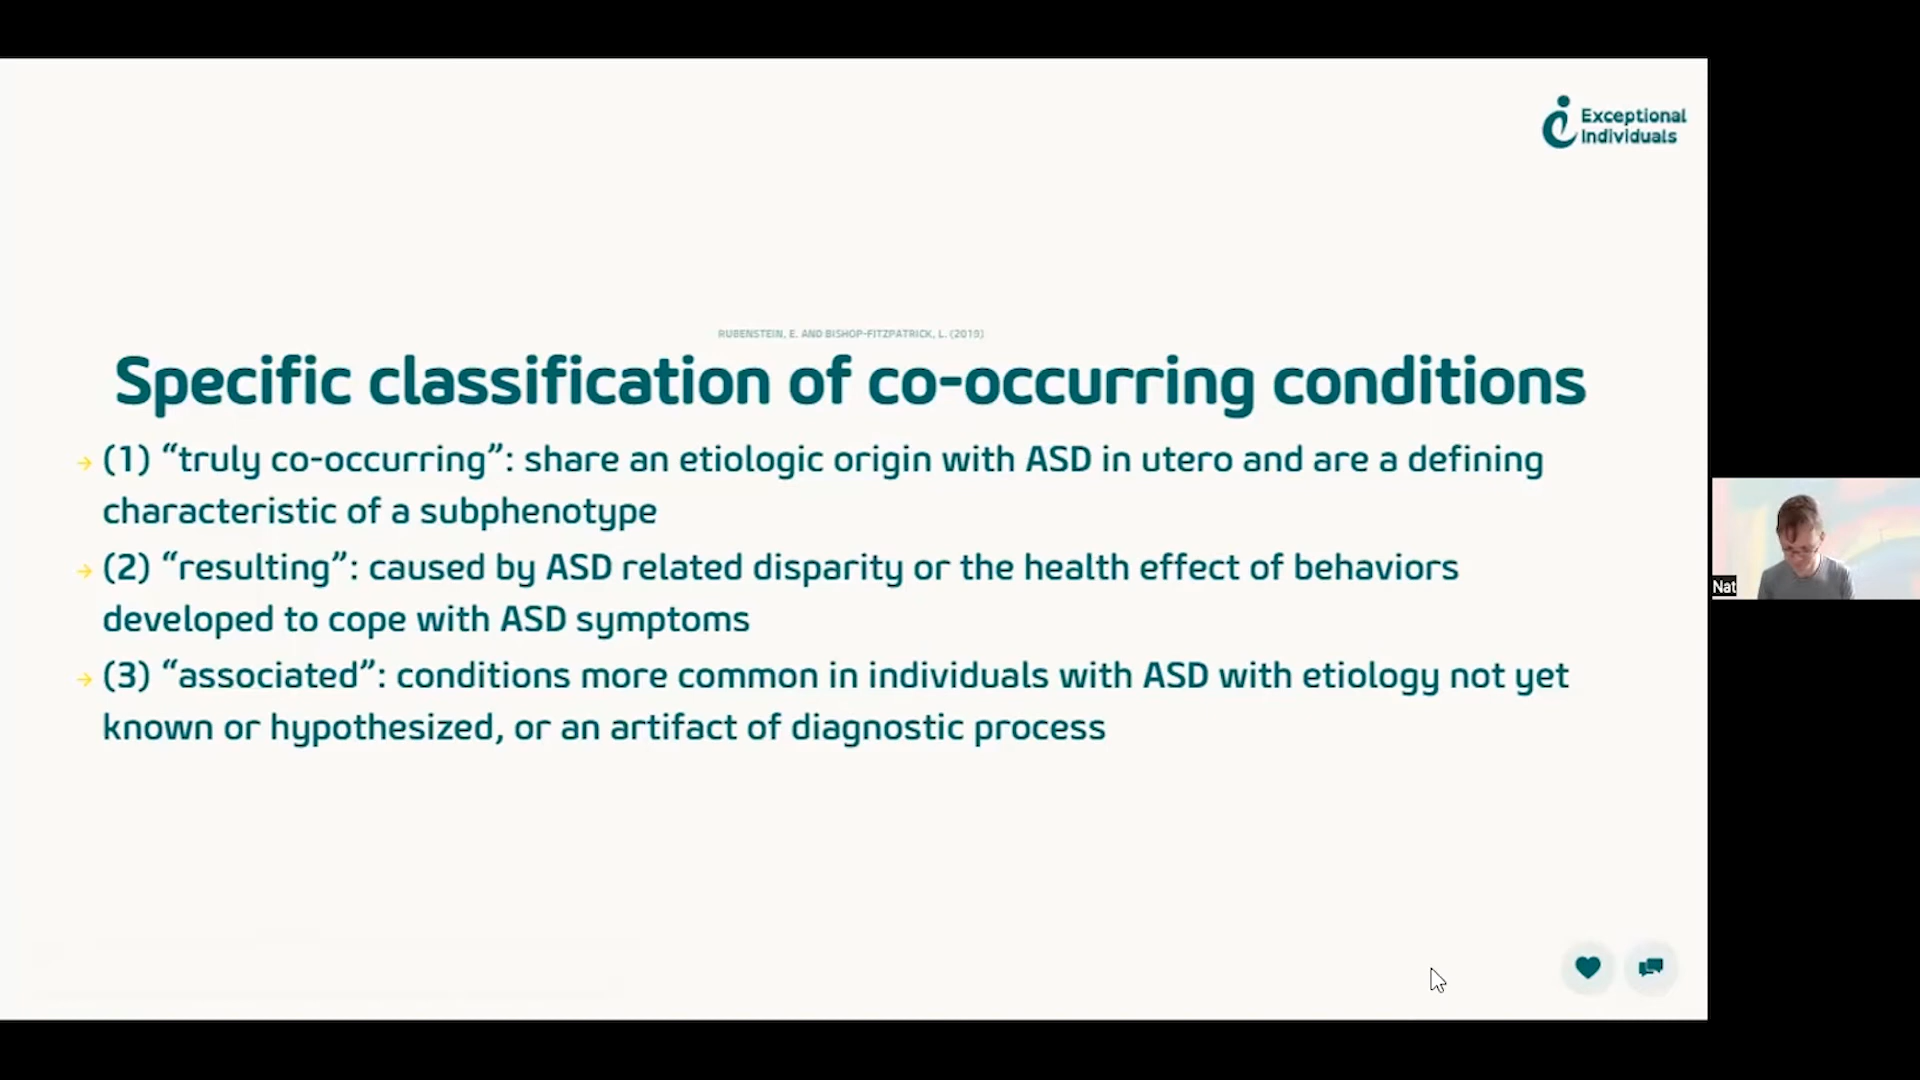 Exceptional
Individuals
RUBENSTEIN, E. AND BISHOP-FITZPATRICK, L. (2019)
Specific classification of co-occurring conditions
→ (1) “truly co-occurring”: share an etiologic origin with ASD in utero and are a defining
characteristic of a subphenotype
→ (2) “resulting”: caused by ASD related disparity or the health effect of behaviors
developed to cope with ASD symptoms
→ (3) “associated”: conditions more common in individuals with ASD with etiology not yet
known or hypothesized, or an artifact of diagnostic process
Nat